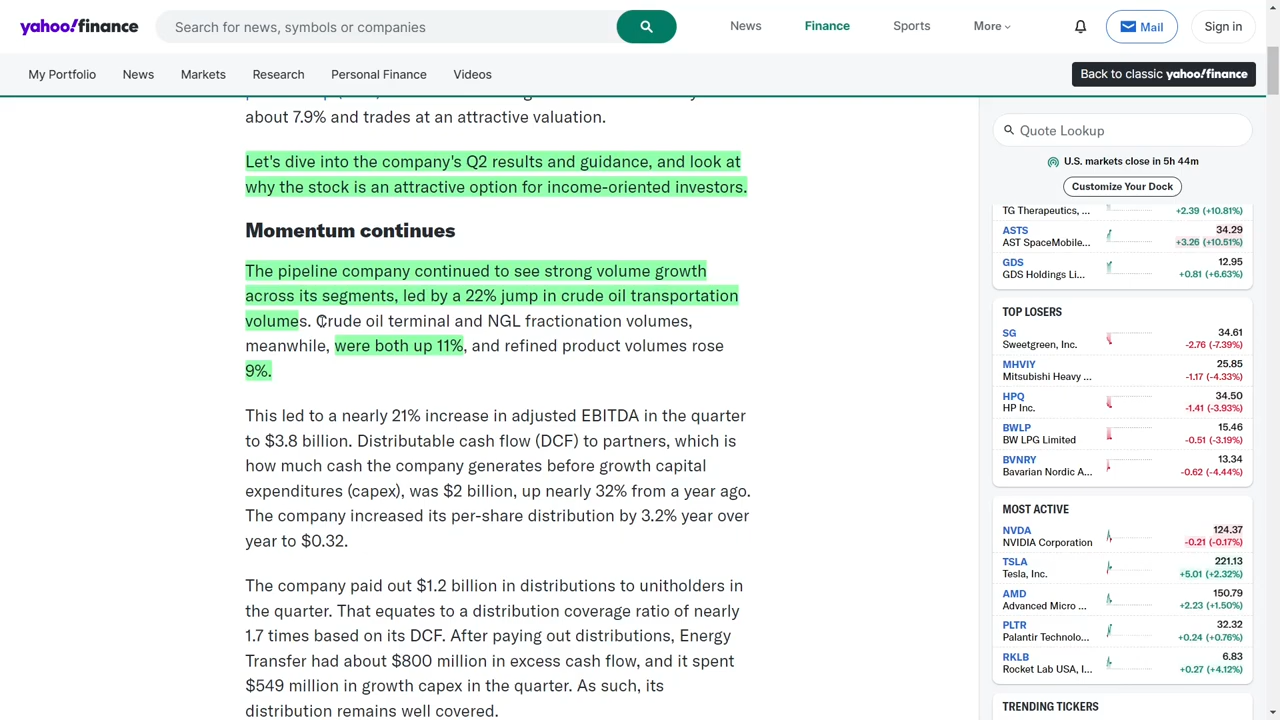 yahoo!finance
Search for news, symbols or companies
News
Finance
Sports
More
Mail
Sign in
My Portfolio
News
Markets
Research
Personal Finance
Videos
Back to classic yahoo!finance
about 7.9% and trades at an attractive valuation.
Let's dive into the company's Q2 results and guidance, and look at
why the stock is an attractive option for income-oriented investors.
Momentum continues
The pipeline company continued to see strong volume growth
across its segments, led by a 22% jump in crude oil transportation
volumes. Crude oil terminal and NGL fractionation volumes,
meanwhile, were both up 11%, and refined product volumes rose
9%.
This led to a nearly 21% increase in adjusted EBITDA in the quarter
to $3.8 billion. Distributable cash flow (DCF) to partners, which is
how much cash the company generates before growth capital
expenditures (capex), was $2 billion, up nearly 32% from a year ago.
The company increased its per-share distribution by 3.2% year over
year to $0.32.
The company paid out $1.2 billion in distributions to unitholders in
the quarter. That equates to a distribution coverage ratio of nearly
1.7 times based on its DCF. After paying out distributions, Energy
Transfer had about $800 million in excess cash flow, and it spent
$549 million in growth capex in the quarter. As such, its
distribution remains well covered.
Quote Lookup
U.S. markets close in 5h 44m
Customize Your Dock
TG Therapeutics, ... +2.39 (+10.81%)
ASTS 34.29
AST SpaceMobile... +3.26 (+10.51%)
GDS 12.95
GDS Holdings Li... +0.81 (+6.63%)
TOP LOSERS
SG 34.61
Sweetgreen, Inc. -2.76 (-7.39%)
MHVIY 25.85
Mitsubishi Heavy ... -1.17 (-4.33%)
HPQ 34.50
HP Inc. -1.41 (-3.93%)
BWLP 15.46
BW LPG Limited -0.51 (-3.19%)
BVNRY 13.34
Bavarian Nordic A... -0.62 (-4.44%)
MOST ACTIVE
NVDA 124.37
NVIDIA Corporation -0.21 (-0.17%)
TSLA 221.13
Tesla, Inc. +5.01 (+2.32%)
AMD 150.79
Advanced Micro ... +2.23 (+1.50%)
PLTR 32.32
Palantir Technolo... +0.24 (+0.76%)
RKLB 6.83
Rocket Lab USA, I... +0.27 (+4.12%)
TRENDING TICKERS